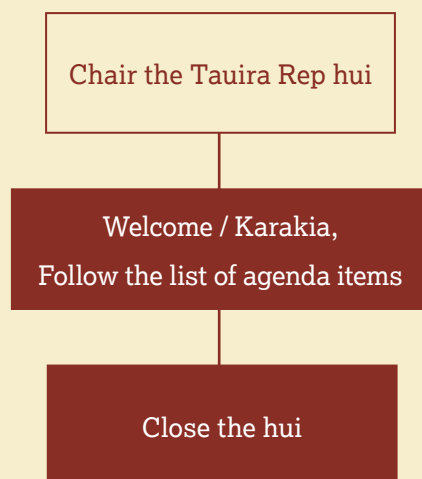 Chair the Tauira Rep hui
Welcome / Karakia,
Follow the list of agenda items
Close the hui